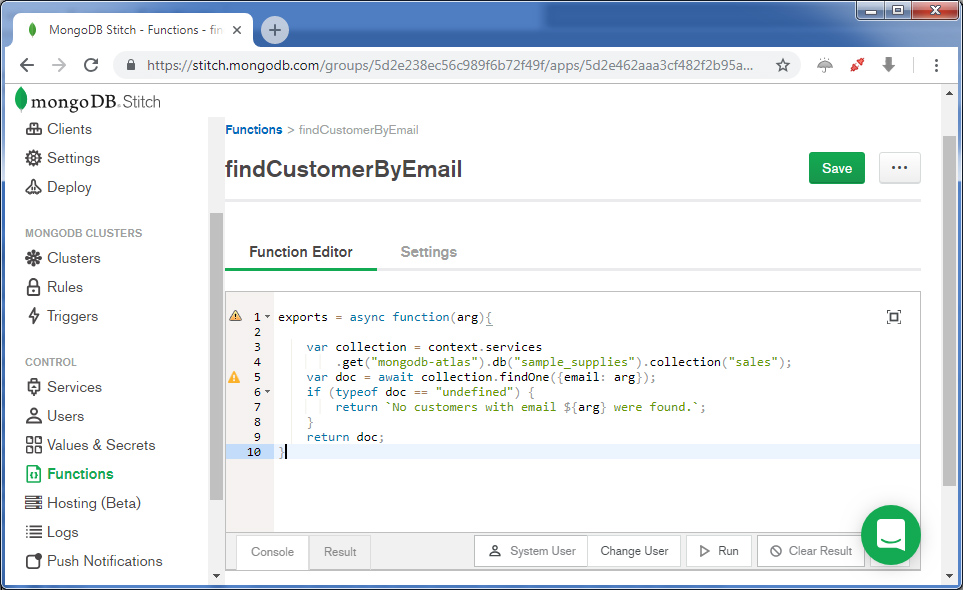 MongoDB Stitch - Functions - fin
https://stitch.mongodb.com/groups/5d2e238ec56c989f6b72f49f/apps/5d2e462aaa3cf482f2b95a...
mongoDB. Stitch
Clients
Settings
Deploy
MONGODB CLUSTERS
Clusters
Rules
Triggers
CONTROL
Services
Users
Values & Secrets
Functions
Hosting (Beta)
Logs
Push Notifications
Functions > findCustomerByEmail
findCustomerByEmail
Save
...
Function Editor Settings
1 exports = async function(arg){
2
3 var collection = context.services
4 .get("mongodb-atlas").db("sample_supplies").collection("sales");
5 var doc = await collection.findOne({email: arg});
6 if (typeof doc == "undefined") {
7 return `No customers with email ${arg} were found.`;
8 }
9 return doc;
10 }
Console Result System User Change User Run Clear Result